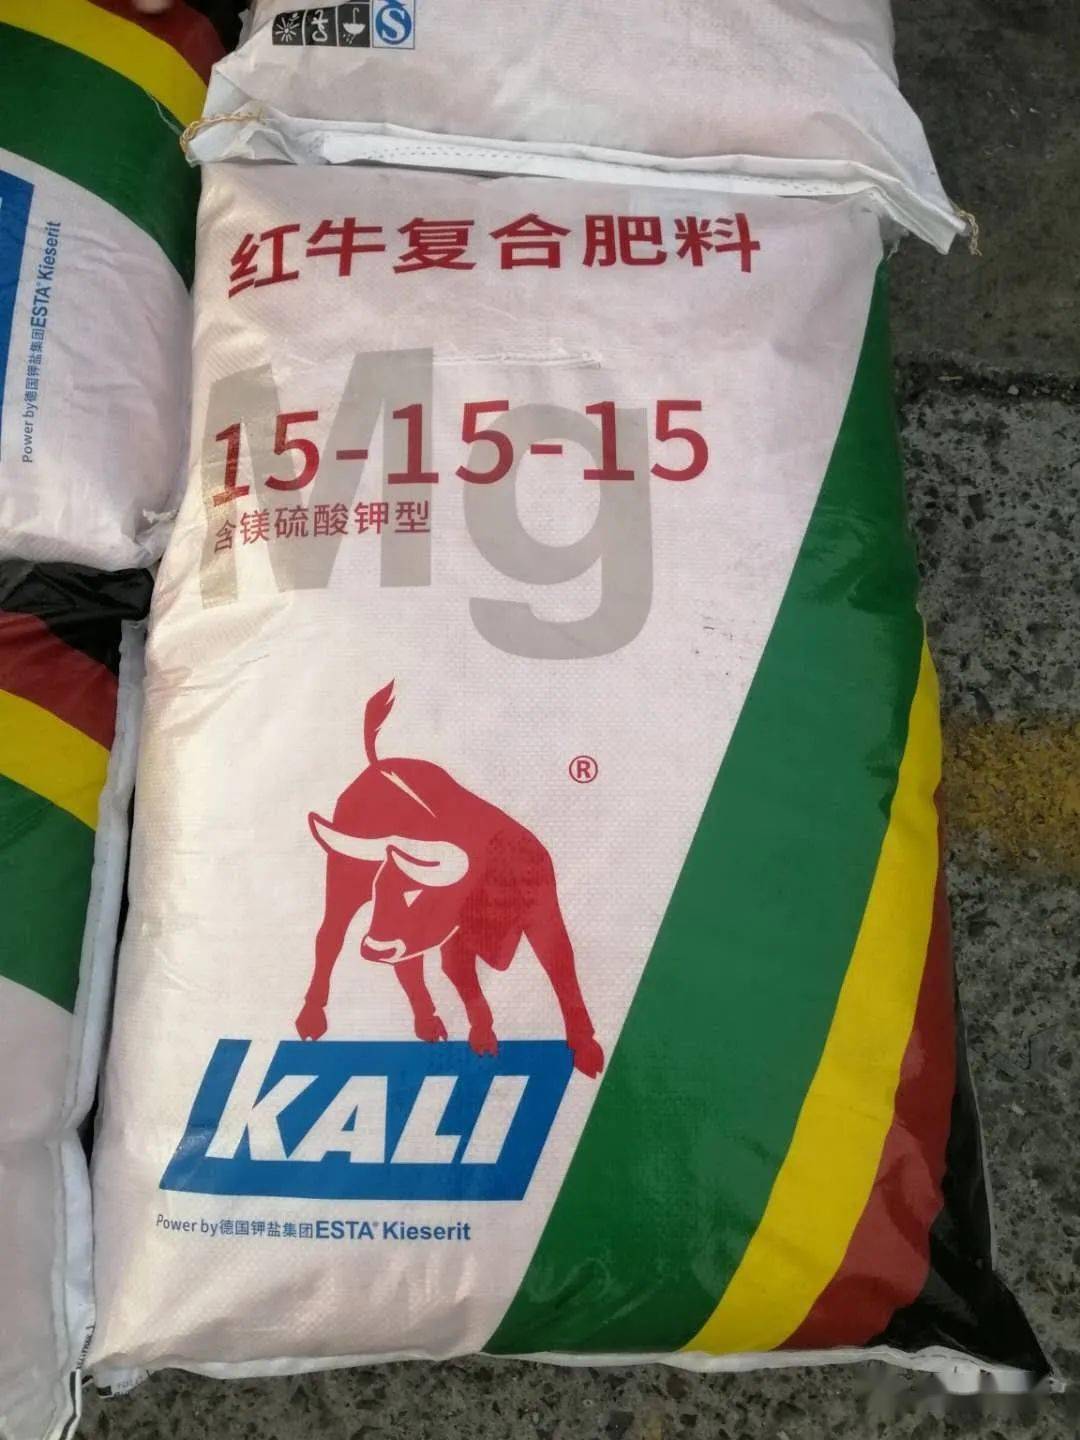 S
红牛复合肥料
Mg
15-15-15
含镁硫酸钾型
®
KALI
Power by德国钾盐集团ESTA® Kieserit
Power by德国钾盐集团ESTA® Kieserit